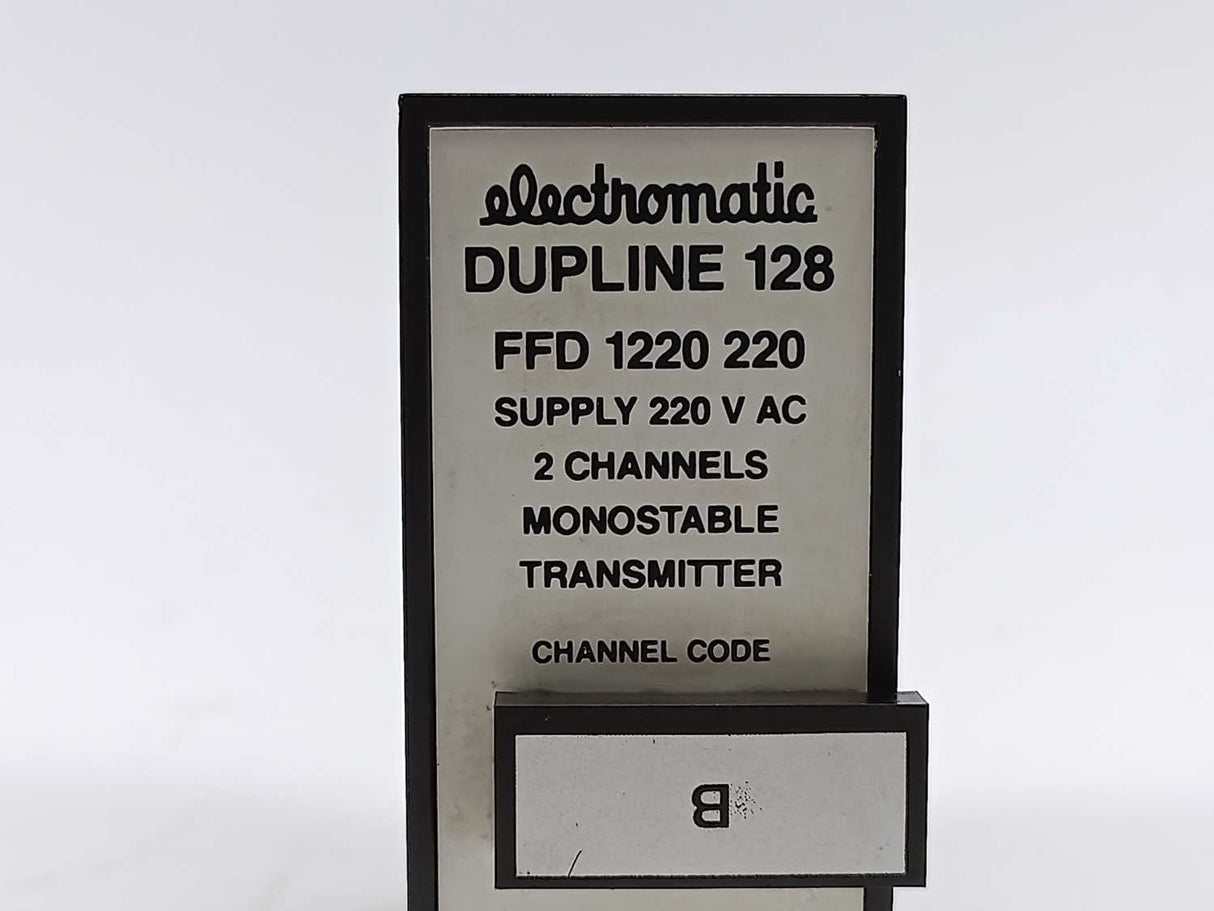 electromatic
DUPLINE 128
FFD 1220 220
SUPPLY 220 V AC
2 CHANNELS
MONOSTABLE
TRANSMITTER
CHANNEL CODE
B